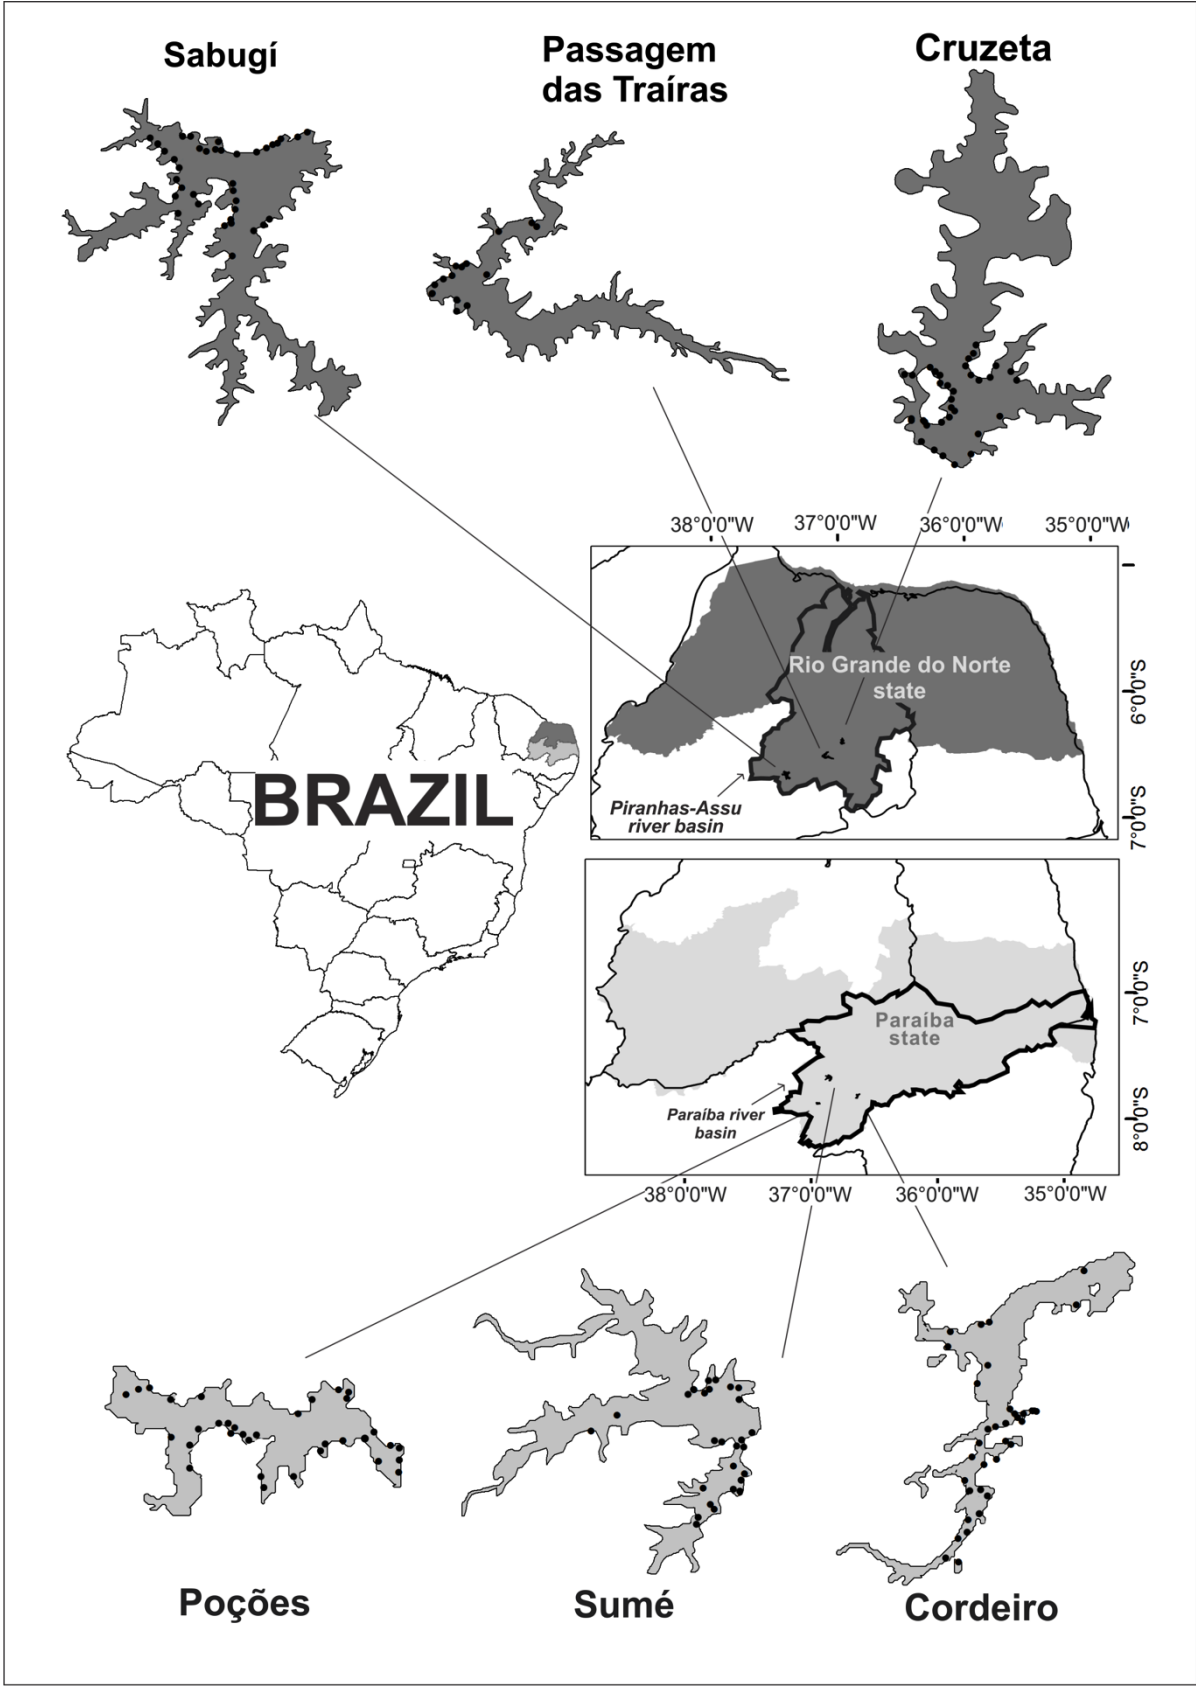 Sabugí
Passagem
das Traíras
Cruzeta
38°0'0"W
37°0'0"W
36°0'0"W
35°0'0"W
Rio Grande do Norte
state
6°0'0"S
7°0'0"S
Piranhas-Assu
river basin
BRAZIL
Paraíba
state
7°0'0"S
8°0'0"S
Paraíba river
basin
38°0'0"W
37°0'0"W
36°0'0"W
35°0'0"W
Poções
Sumé
Cordeiro